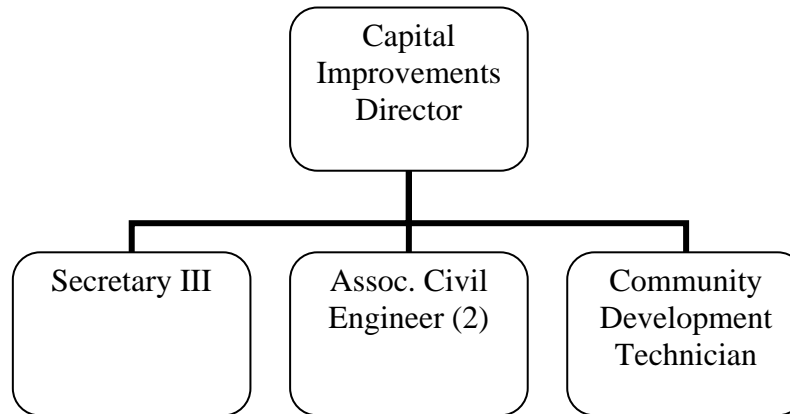 Capital
Improvements
Director
Secretary III
Assoc. Civil
Engineer (2)
Community
Development
Technician